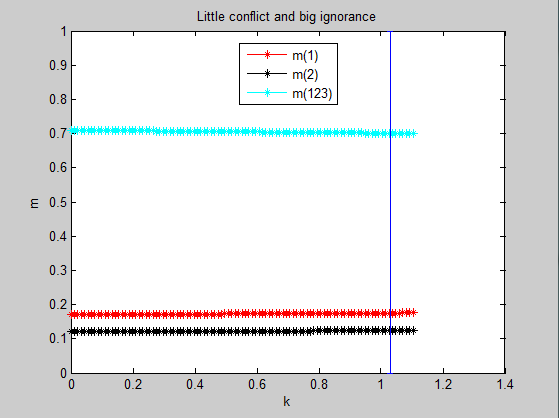 Little conflict and big ignorance
1
0.9
0.8
0.7
0.6
0.5
0.4
0.3
0.2
0.1
0
m
m(1)
m(2)
m(123)
0 0.2 0.4 0.6 0.8 1 1.2 1.4
k